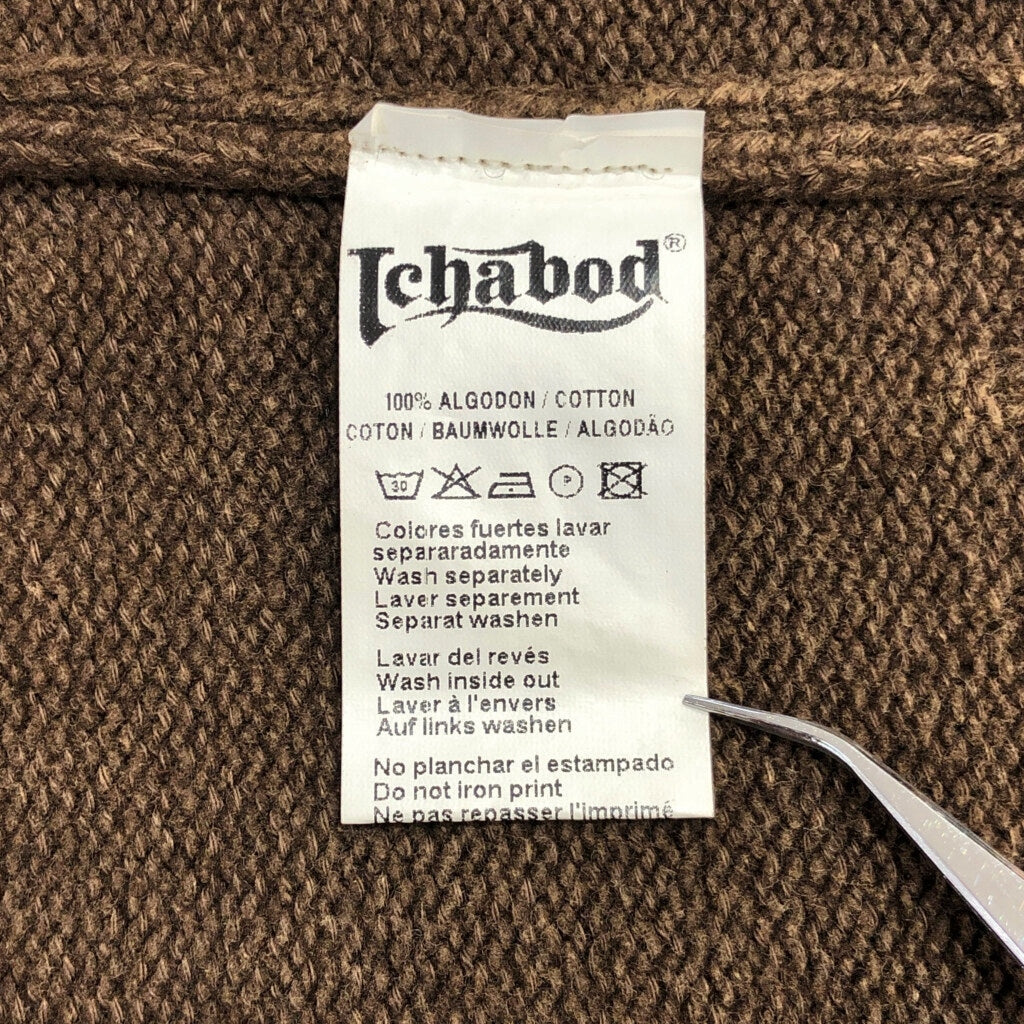 Ichabod®
100% ALGODON / COTTON
COTON / BAUMWOLLE / ALGODÃO
30 P
Colores fuertes lavar
separaradamente
Wash separately
Laver separement
Separat washen
Lavar del revés
Wash inside out
Laver à l'envers
Auf links washen
No planchar el estampado
Do not iron print
Ne pas repasser l'imprimé